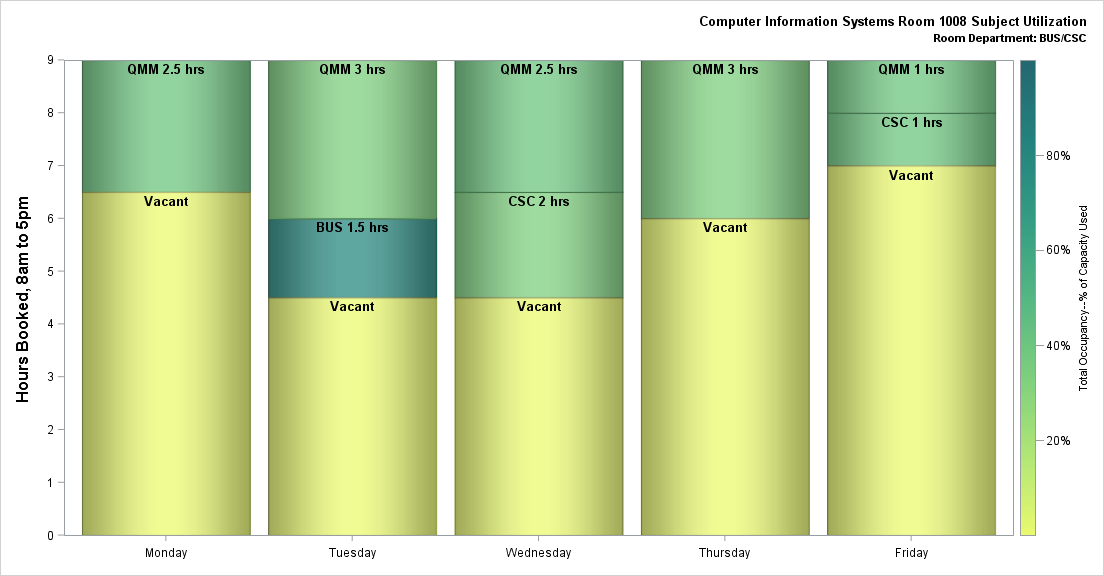 Computer Information Systems Room 1008 Subject Utilization
Room Department: BUS/CSC
Hours Booked, 8am to 5pm
9
8
7
6
5
4
3
2
1
0
QMM 2.5 hrs
Vacant
QMM 3 hrs
BUS 1.5 hrs
Vacant
QMM 2.5 hrs
CSC 2 hrs
Vacant
QMM 3 hrs
Vacant
QMM 1 hrs
CSC 1 hrs
Vacant
Monday
Tuesday
Wednesday
Thursday
Friday
80%
60%
40%
20%
Total Occupancy--% of Capacity Used